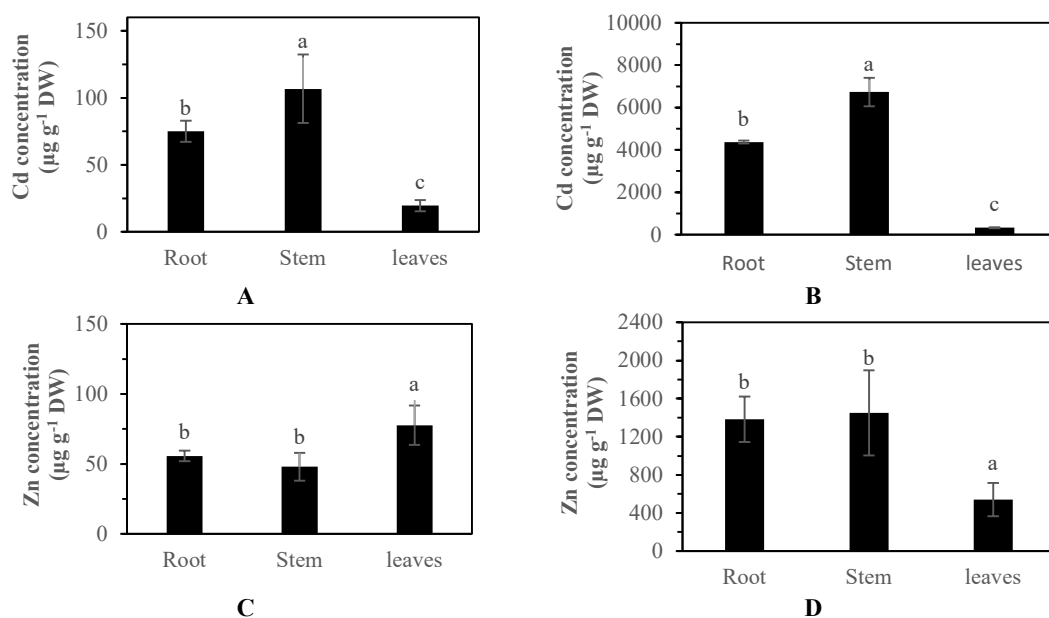 Cd concentration
(µg g-1 DW)
150
100
50
0
b
a
c
Root Stem leaves
A
Cd concentration
(µg g-1 DW)
10000
8000
6000
4000
2000
0
b
a
c
Root Stem leaves
B
Zn concentration
(µg g-1 DW)
150
100
50
0
b
b
a
Root Stem leaves
C
Zn concentration
(µg g-1 DW)
2400
2000
1600
1200
800
400
0
b
b
a
Root Stem leaves
D